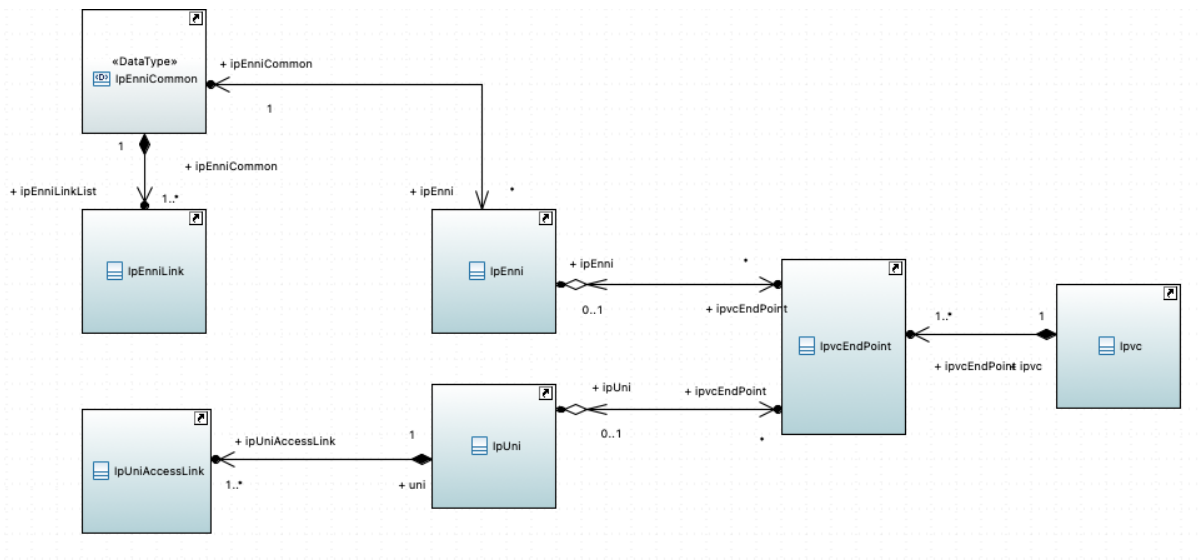 «DataType»
IpEnniCommon
+ ipEnniCommon
1
1
+ ipEnniCommon
+ ipEnniLinkList
1..*
+ ipEnni
*
IpEnniLink
IpEnni
+ ipEnni
*
0..1
+ ipvcEndPoint
IpvcEndPoint
1..*
1
+ ipvcEndPoint
+ ipvc
Ipvc
+ ipUni
+ ipvcEndPoint
0..1
*
IpUni
+ ipUniAccessLink
1
1..*
+ uni
IpUniAccessLink